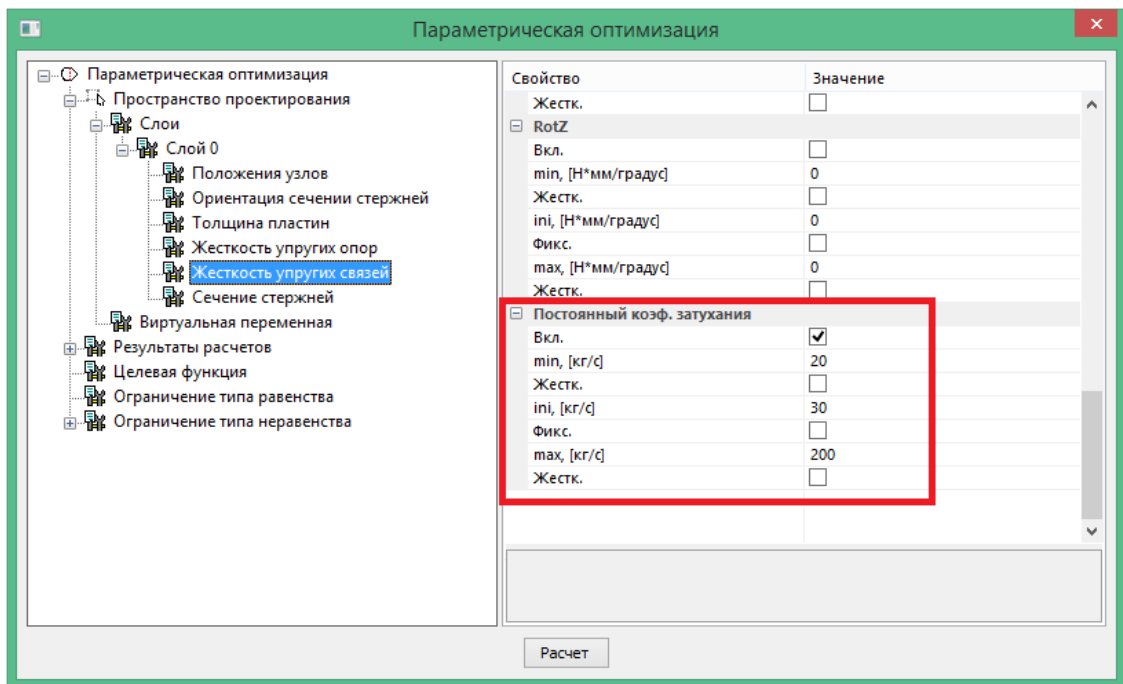 Параметрическая оптимизация
Параметрическая оптимизация
Пространство проектирования
Слои
Слой 0
Положения узлов
Ориентация сечении стержней
Толщина пластин
Жесткость упругих опор
Жесткость упругих связей
Сечение стержней
Виртуальная переменная
Результаты расчетов
Целевая функция
Ограничение типа равенства
Ограничение типа неравенства
Свойство Значение
Жестк.
RotZ
Вкл.
min, [Н*мм/градус] 0
Жестк.
ini, [Н*мм/градус] 0
Фикс.
max, [Н*мм/градус] 0
Жестк.
Постоянный коэф. затухания
Вкл.
min, [кг/с] 20
Жестк.
ini, [кг/с] 30
Фикс.
max, [кг/с] 200
Жестк.
Расчет